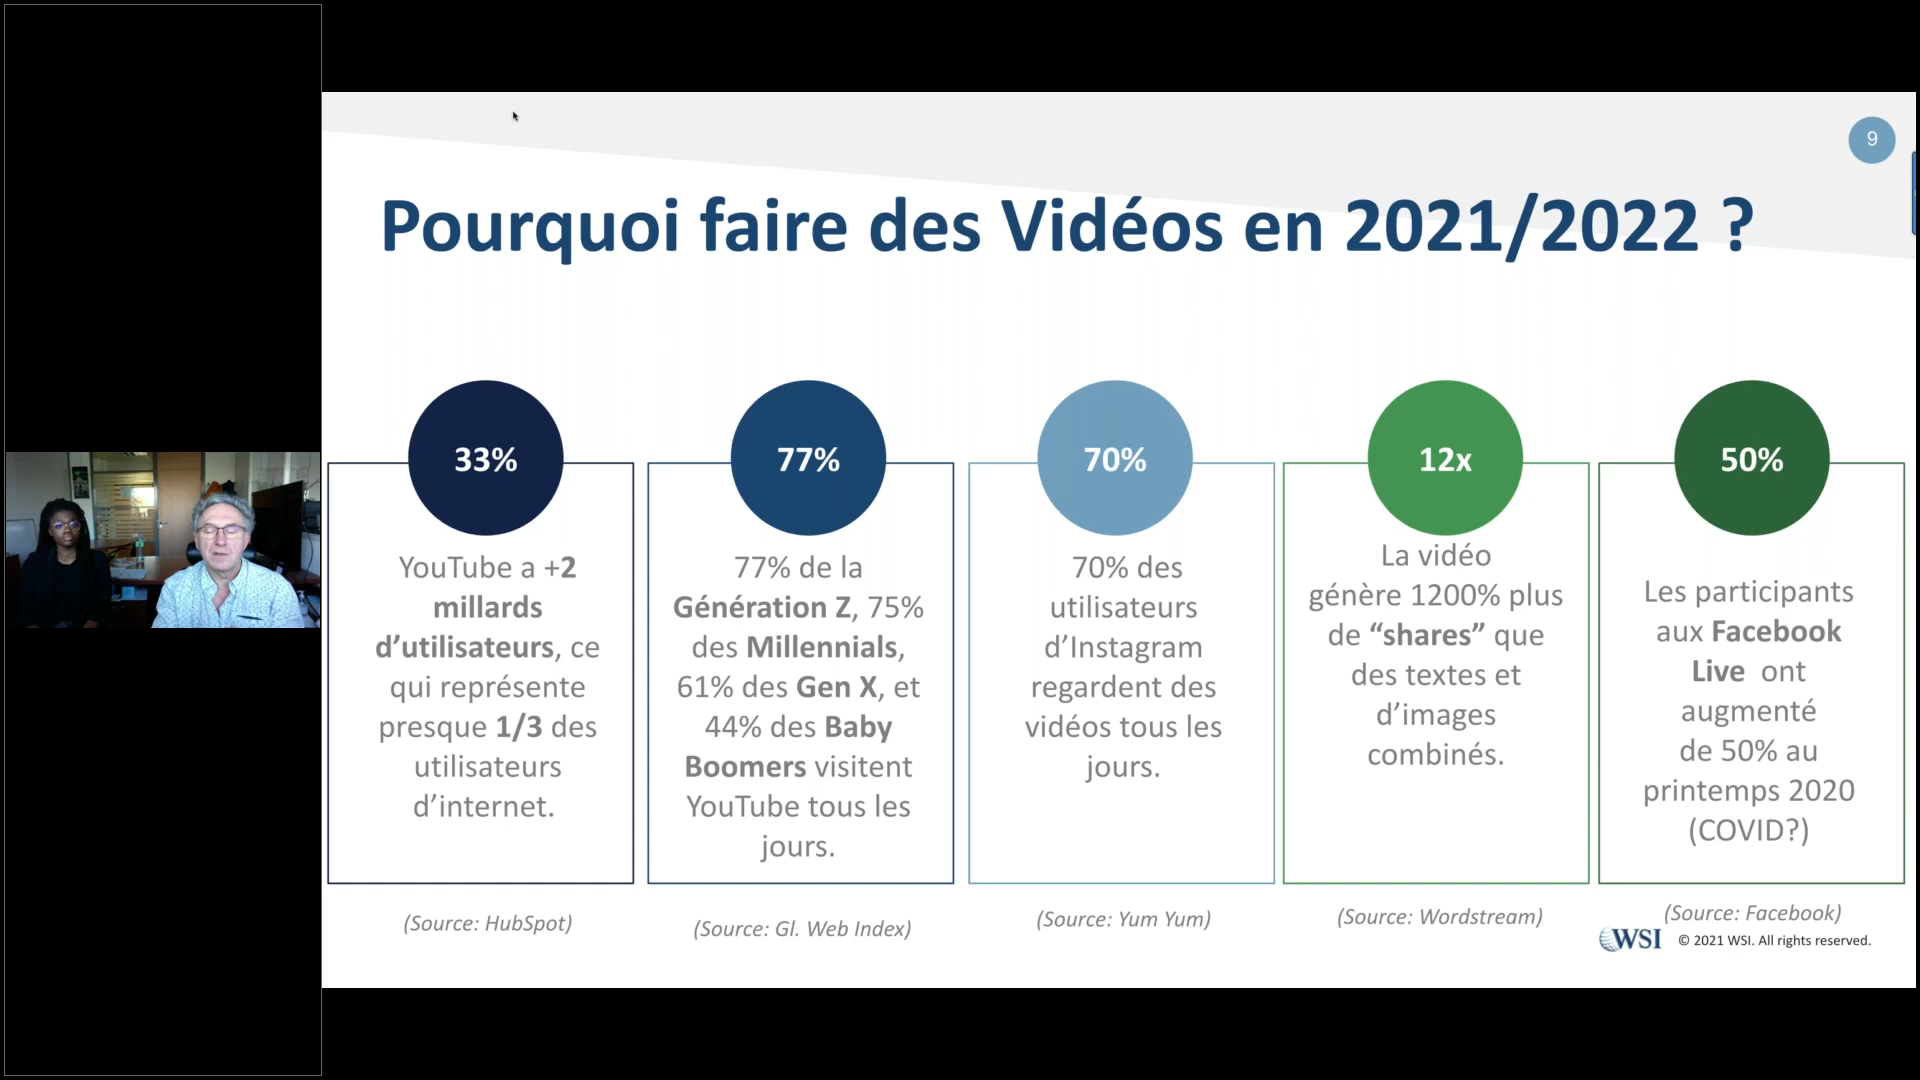 9
Pourquoi faire des Vidéos en 2021/2022 ?
33%
YouTube a +2
millards
d’utilisateurs, ce
qui représente
presque 1/3 des
utilisateurs
d’internet.
(Source: HubSpot)
77%
77% de la
Génération Z, 75%
des Millennials,
61% des Gen X, et
44% des Baby
Boomers visitent
YouTube tous les
jours.
(Source: Gl. Web Index)
70%
70% des
utilisateurs
d’Instagram
regardent des
vidéos tous les
jours.
(Source: Yum Yum)
12x
La vidéo
génère 1200% plus
de “shares” que
des textes et
d’images
combinés.
(Source: Wordstream)
50%
Les participants
aux Facebook
Live ont
augmenté
de 50% au
printemps 2020
(COVID?)
(Source: Facebook)
WSI © 2021 WSI. All rights reserved.